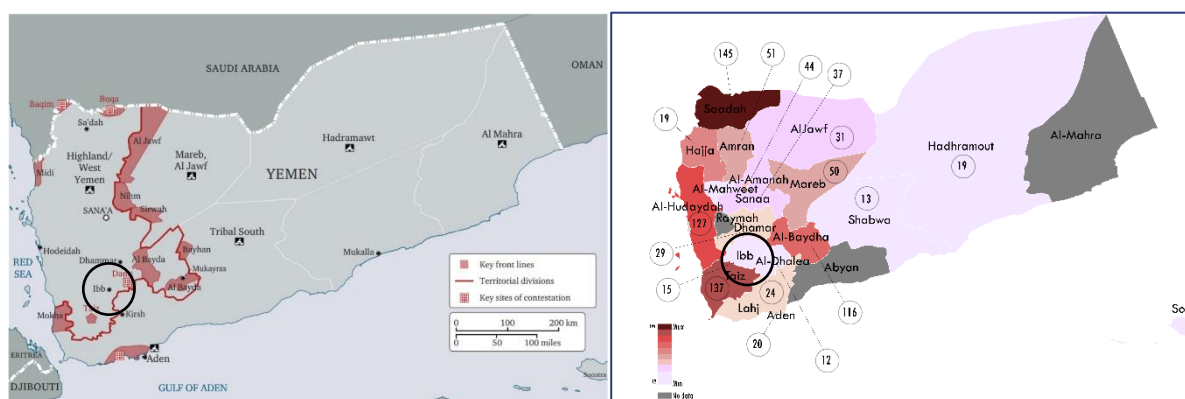 SAUDI ARABIA
OMAN
Baqim
Buqa
Sa'dah
Al Jawf
Midi
Highland/
West
Yemen
Mareb,
Al Jawf
Hadramawt
Al Mahra
YEMEN
Nihm
SANA'A
Sirwah
Tribal South
Hodeidah
RED
SEA
Dhammar
Al Bayda
Bayhan
Mukayras
Mukalla
Ibb
Al Bayda
Mokha
Kirsh
Aden
ERITREA
DJIBOUTI
GULF OF ADEN
Socotra
Key front lines
Territorial divisions
Key sites of contestation
0 100 200 km
0 50 100 miles
145
51
44
37
19
Saadah
AlJawf
31
Hajja
Amran
Al-Mahra
Hadhramout
19
Al-Amanah
Mareb
50
Al-Mahweet
Sanaa
13
Shabwa
Al-Hudaydah
127
Raymah
Dhamar
Al-Baydha
29
Ibb
Al-Dhalea
Abyan
15
Taiz
137
24
Lahj
Aden
116
20
12
So
No data